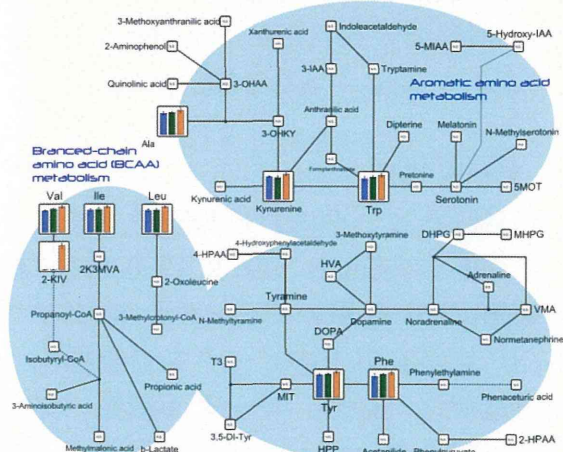 3-Methoxyanthranilic acid
Xanthurenic acid
Indoleacetaldehyde
5-Hydroxy-IAA
2-Aminophenol
5-MIAA
3-IAA
Tryptamine
Quinolinic acid
3-OHAA
Aromatic amino acid
metabolism
Ala
Anthranilic acid
3-OHKY
Dipterine
Melatonin
N-Methylserotonin
Branced-chain
amino acid (BCAA)
metabolism
Formylanthranilate
Pretonine
Val
Ile
Leu
Kynurenic acid
Kynurenine
Trp
Serotonin
5MOT
3-Methoxytyramine
DHPG
MHPG
4-Hydroxyphenylacetaldehyde
4-HPAA
HVA
2-KIV
2K3MVA
Adrenaline
2-Oxoleucine
Tyramine
Propanoyl-CoA
3-Methylcrotonyl-CoA
N-Methyltyramine
Dopamine
Noradrenaline
VMA
DOPA
Normetanephrine
Isobutyryl-CoA
T3
Phe
Phenylethylamine
Propionic acid
MIT
Tyr
Phenaceturic acid
3-Aminoisobutyric acid
3,5-DI-Tyr
Methylmalonic acid
b-Lactate
HPP
Acetanilide
Phenylpyruvate
2-HPAA